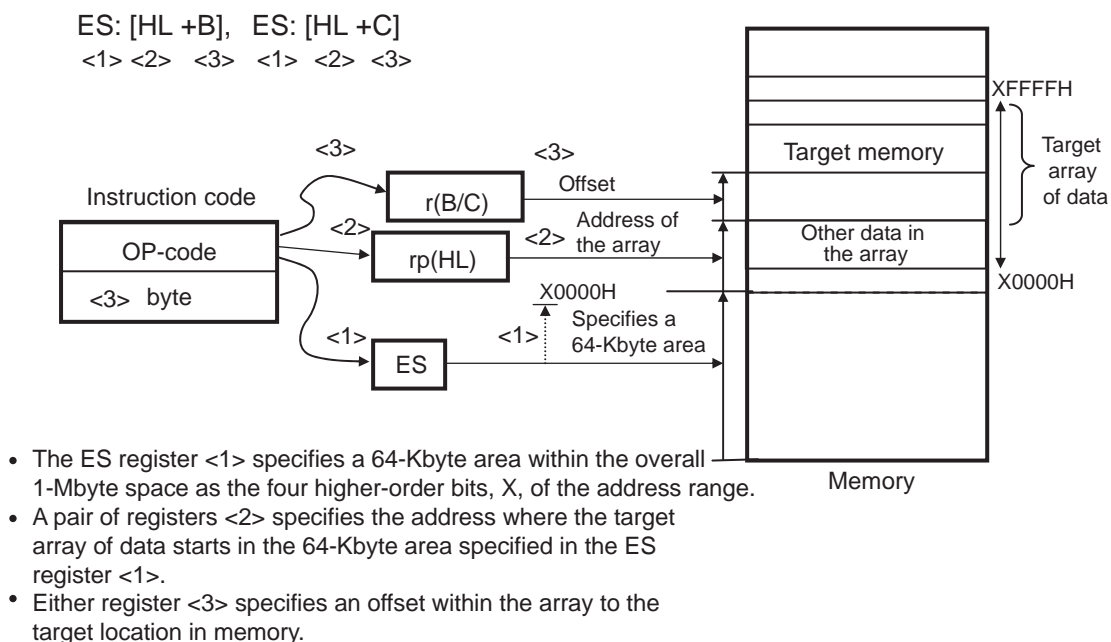 ES: [HL +B], ES: [HL +C]
<1> <2> <3> <1> <2> <3>
XFFFFH
Target
array
of data
Target memory
<3>
<3>
Instruction code
r(B/C)
Offset
OP-code
<2>
rp(HL)
<2>
Address of
the array
Other data in
the array
<3> byte
X0000H
X0000H
<1>
ES
<1>
Specifies a
64-Kbyte area
Memory
• The ES register <1> specifies a 64-Kbyte area within the overall
1-Mbyte space as the four higher-order bits, X, of the address range.
• A pair of registers <2> specifies the address where the target
array of data starts in the 64-Kbyte area specified in the ES
register <1>.
• Either register <3> specifies an offset within the array to the
target location in memory.